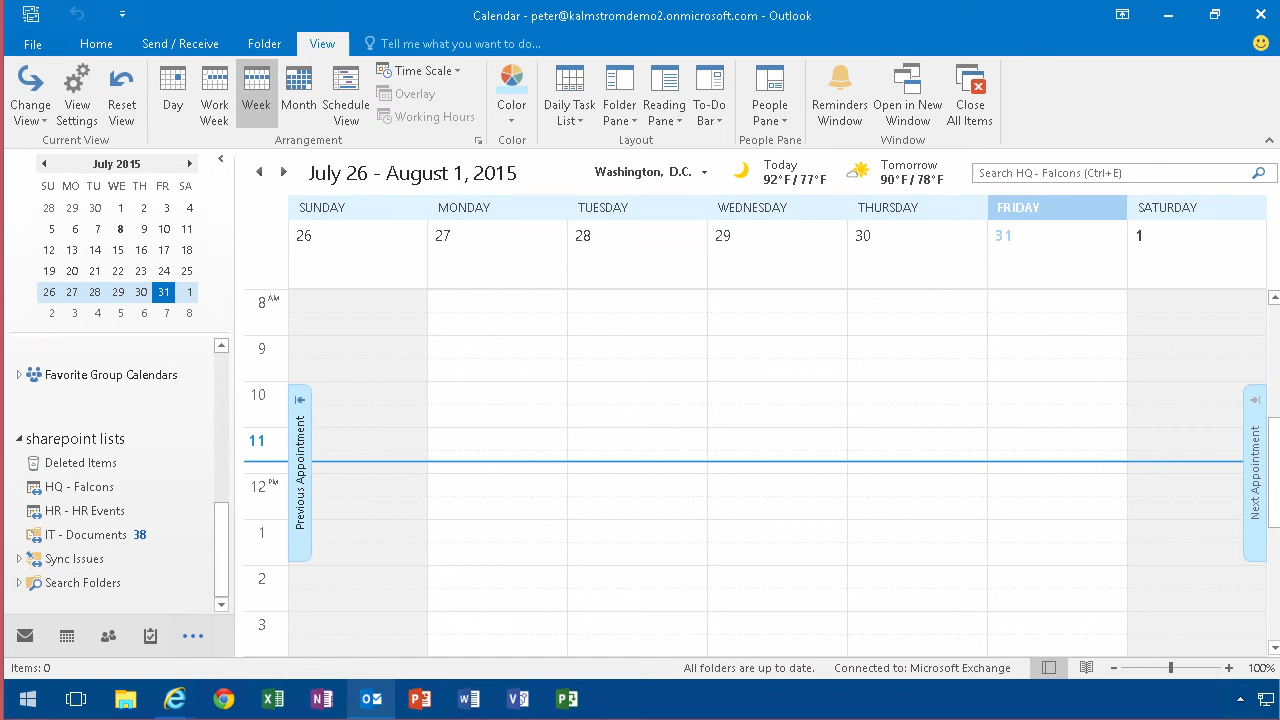 Calendar - peter@kalmstromdemo2.onmicrosoft.com - Outlook
File Home Send / Receive Folder View Tell me what you want to do...
Change View View Settings Reset View
Current View
Day Work Week Week Month Schedule View
Time Scale
Overlay
Working Hours
Arrangement
Color
Color
Daily Task List Folder Pane Reading Pane To-Do Bar
Layout
People Pane
People Pane
Reminders Window Open in New Window Close All Items
Window
July 2015
SU MO TU WE TH FR SA
28 29 30 1 2 3 4
5 6 7 8 9 10 11
12 13 14 15 16 17 18
19 20 21 22 23 24 25
26 27 28 29 30 31 1
2 3 4 5 6 7 8
Favorite Group Calendars
sharepoint lists
Deleted Items
HQ - Falcons
HR - HR Events
IT - Documents 38
Sync Issues
Search Folders
July 26 - August 1, 2015
Washington, D.C.
Today
92°F / 77°F
Tomorrow
90°F / 78°F
Search HQ - Falcons (Ctrl+E)
SUNDAY MONDAY TUESDAY WEDNESDAY THURSDAY FRIDAY SATURDAY
26 27 28 29 30 31 1
8 AM
9
10
11
12 PM
1
2
3
Previous Appointment
Next Appointment
Items: 0
All folders are up to date. Connected to: Microsoft Exchange 100%